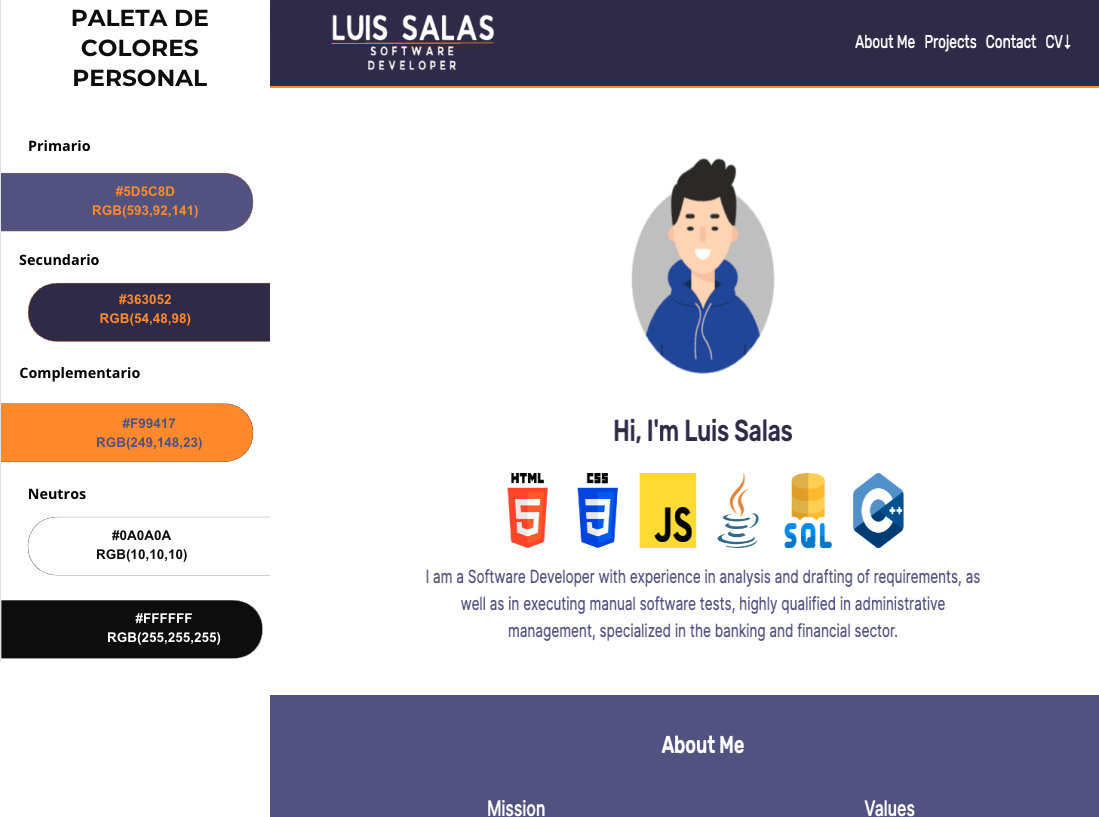 PALETA DE
COLORES
PERSONAL
Primario
#5D5C8D
RGB(593,92,141)
Secundario
#363052
RGB(54,48,98)
Complementario
#F99417
RGB(249,148,23)
Neutros
#0A0A0A
RGB(10,10,10)
#FFFFFF
RGB(255,255,255)
LUIS SALAS
SOFTWARE
DEVELOPER
About Me Projects Contact CV↓
Hi, I'm Luis Salas
HTML
5
CSS
3
JS
SQL
C++
I am a Software Developer with experience in analysis and drafting of requirements, as
well as in executing manual software tests, highly qualified in administrative
management, specialized in the banking and financial sector.
About Me
Mission Values